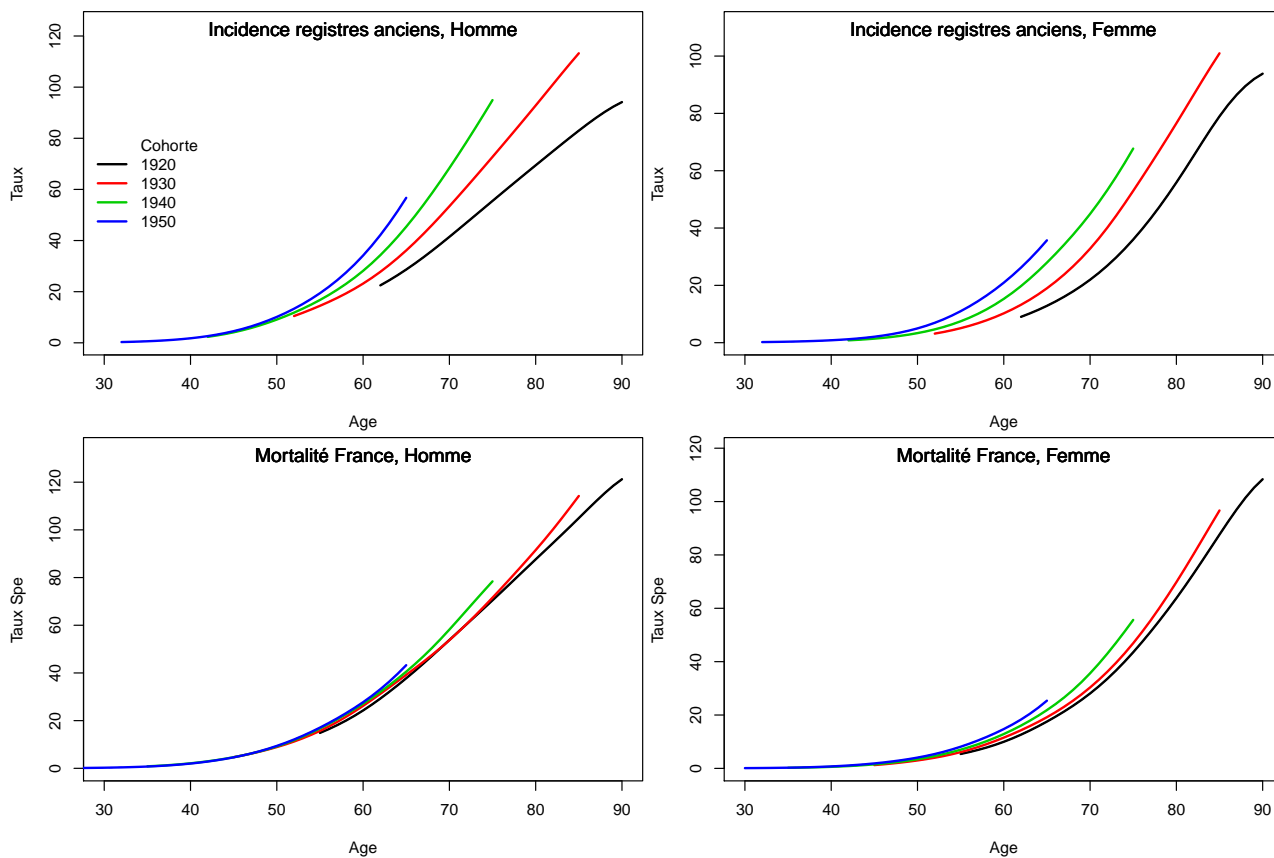 Incidence registres anciens, Homme
Taux
0 20 40 60 80 100 120
Cohorte
1920
1930
1940
1950
30 40 50 60 70 80 90
Age
Incidence registres anciens, Femme
Taux
0 20 40 60 80 100
30 40 50 60 70 80 90
Age
Mortalité France, Homme
Taux Spe
0 20 40 60 80 100 120
30 40 50 60 70 80 90
Age
Mortalité France, Femme
Taux Spe
0 20 40 60 80 100 120
30 40 50 60 70 80 90
Age